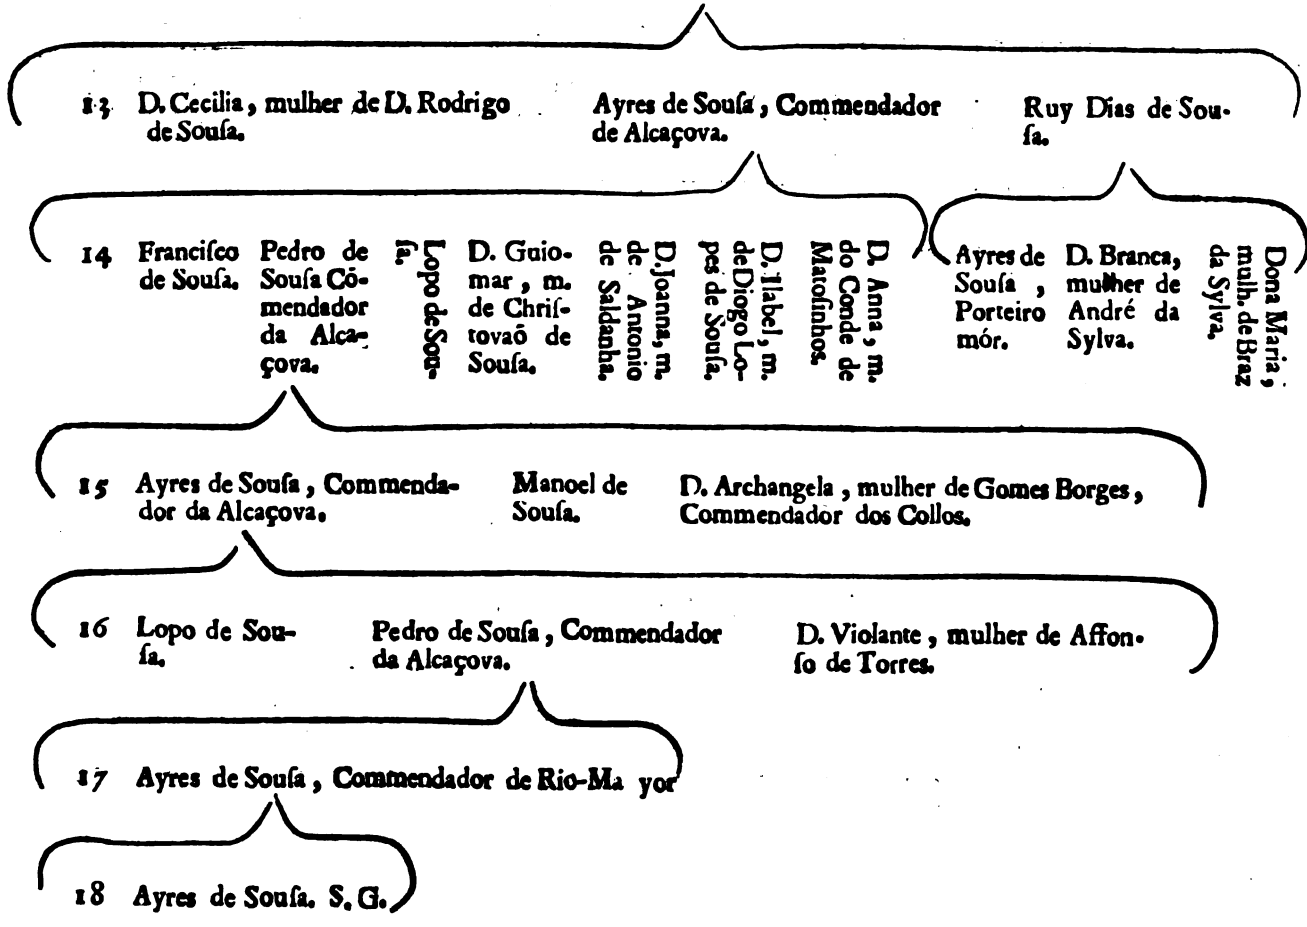 13 D. Cecilia, mulher de D. Rodrigo
de Souſa.
Ayres de Souſa, Commendador
de Alcaçova.
Ruy Dias de Sou-
ſa.
14 Franciſco
de Souſa.
Pedro de
Souſa Cō-
mendador
da Alca-
çova.
Lopo de Sou-
ſa.
D. Guio-
mar, m.
de Chriſ-
tovaõ de
Souſa.
D. Joanna, m.
de Antonio
de Saldanha.
D. Iſabel, m.
de Diogo Lo-
pes de Souſa.
D. Anna, m.
do Conde de
Matoſinhos.
Ayres de
Souſa,
Porteiro
mór.
D. Branca,
mulher de
André da
Sylva.
Dona Maria,
mulh. de Braz
da Sylva.
15 Ayres de Souſa, Commenda-
dor da Alcaçova.
Manoel de
Souſa.
D. Archangela, mulher de Gomes Borges,
Commendador dos Collos.
16 Lopo de Sou-
ſa.
Pedro de Souſa, Commendador
da Alcaçova.
D. Violante, mulher de Affon-
ſo de Torres.
17 Ayres de Souſa, Commendador de Rio-Mayor
18 Ayres de Souſa. S. G.